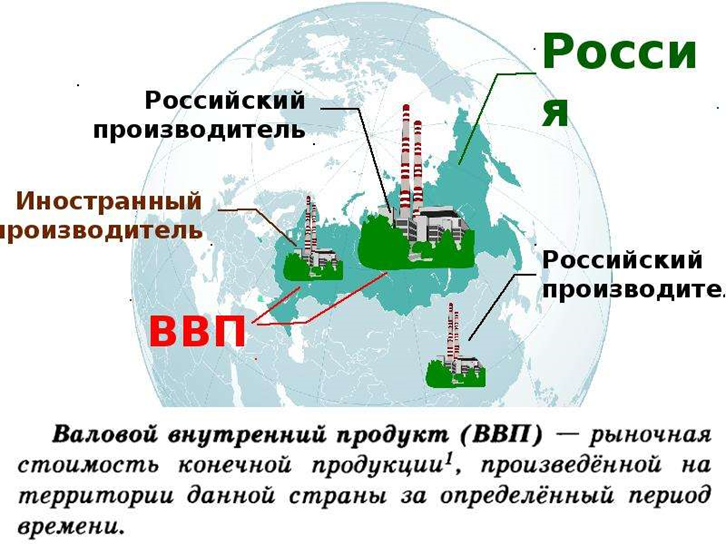 Росси
я
Российский
производитель
Иностранный
производитель
Российский
производите
ВВП
Валовой внутренний продукт (ВВП) — рыночная
стоимость конечной продукции¹, произведённой на
территории данной страны за определённый период
времени.